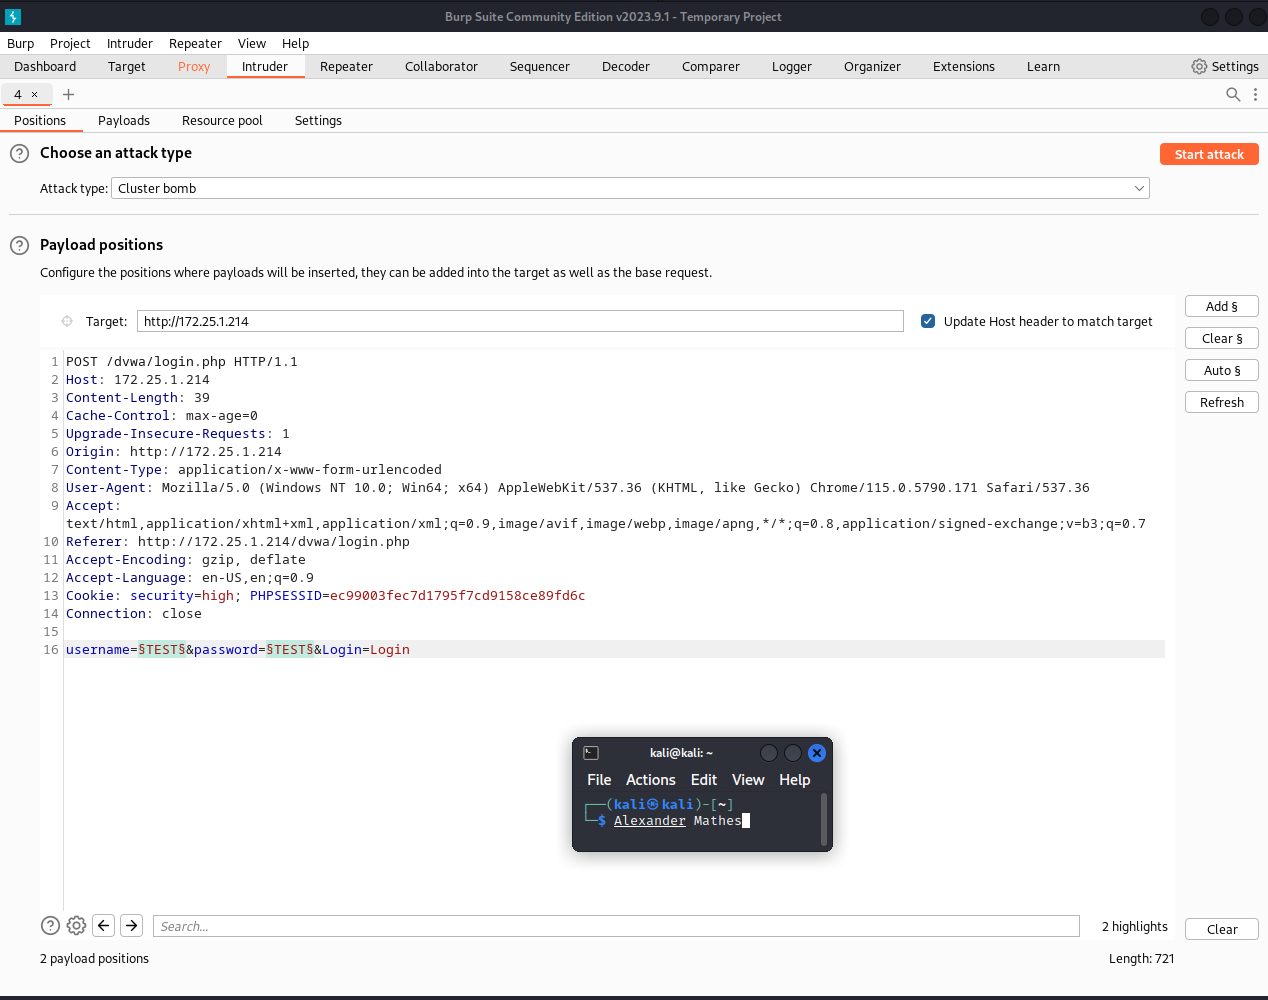 Burp Suite Community Edition v2023.9.1 - Temporary Project
Burp Project Intruder Repeater View Help
Dashboard Target Proxy Intruder Repeater Collaborator Sequencer Decoder Comparer Logger Organizer Extensions Learn Settings
4 × +
Positions Payloads Resource pool Settings
? Choose an attack type Start attack
Attack type: Cluster bomb
? Payload positions
Configure the positions where payloads will be inserted, they can be added into the target as well as the base request.
Target: http://172.25.1.214 Update Host header to match target
Add §
Clear §
Auto §
Refresh
1 POST /dvwa/login.php HTTP/1.1
2 Host: 172.25.1.214
3 Content-Length: 39
4 Cache-Control: max-age=0
5 Upgrade-Insecure-Requests: 1
6 Origin: http://172.25.1.214
7 Content-Type: application/x-www-form-urlencoded
8 User-Agent: Mozilla/5.0 (Windows NT 10.0; Win64; x64) AppleWebKit/537.36 (KHTML, like Gecko) Chrome/115.0.5790.171 Safari/537.36
9 Accept:
text/html,application/xhtml+xml,application/xml;q=0.9,image/avif,image/webp,image/apng,*/*;q=0.8,application/signed-exchange;v=b3;q=0.7
10 Referer: http://172.25.1.214/dvwa/login.php
11 Accept-Encoding: gzip, deflate
12 Accept-Language: en-US,en;q=0.9
13 Cookie: security=high; PHPSESSID=ec99003fec7d1795f7cd9158ce89fd6c
14 Connection: close
15
16 username=§TEST§&password=§TEST§&Login=Login
kali@kali: ~
File Actions Edit View Help
┌──(kali㉿kali)-[~]
└─$ Alexander Mathes
? Search... 2 highlights Clear
2 payload positions Length: 721